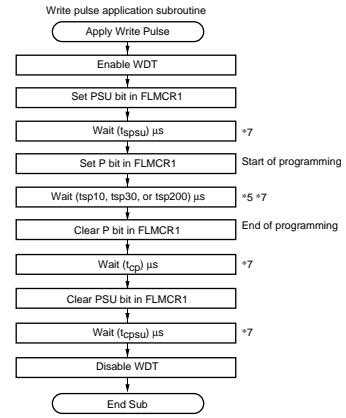 Write pulse application subroutine
Apply Write Pulse
Enable WDT
Set PSU bit in FLMCR1
Wait (tspsu) µs *7
Set P bit in FLMCR1 Start of programming
Wait (tsp10, tsp30, or tsp200) µs *5 *7
Clear P bit in FLMCR1 End of programming
Wait (tcp) µs *7
Clear PSU bit in FLMCR1
Wait (tcpsu) µs *7
Disable WDT
End Sub